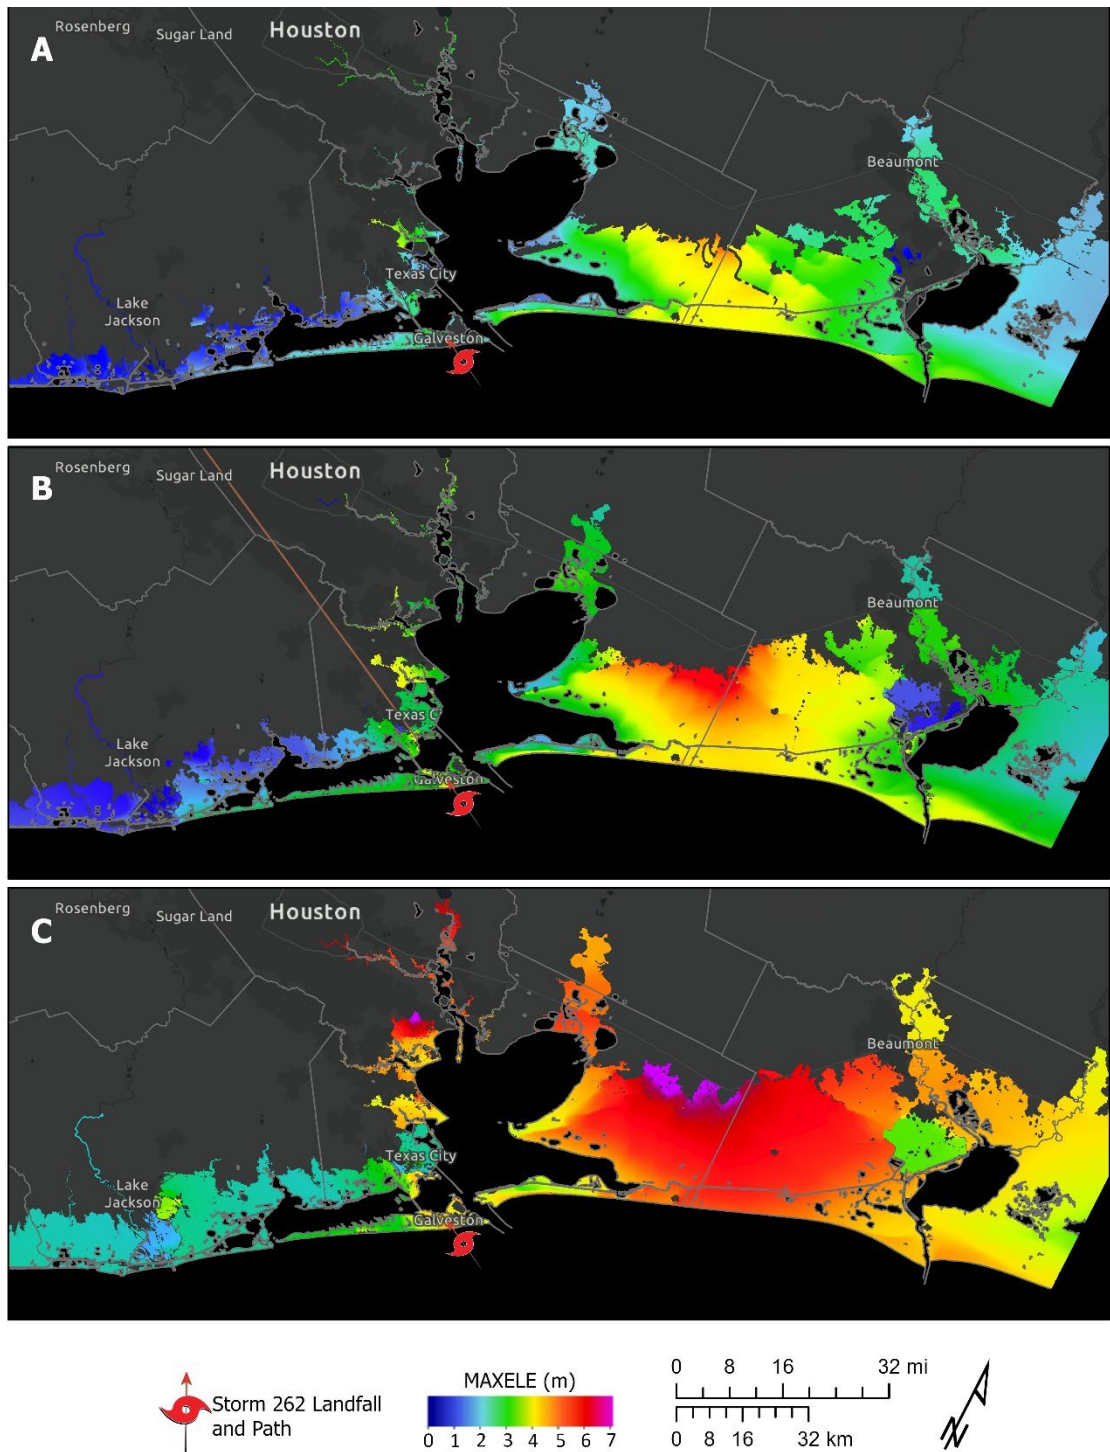 Rosenberg
Sugar Land
Houston
A
Beaumont
Texas City
Lake
Jackson
Galveston
Rosenberg
Sugar Land
Houston
B
Beaumont
Texas C
Lake
Jackson
Galveston
Rosenberg
Sugar Land
Houston
C
Beaumont
Texas City
Lake
Jackson
Galveston
Storm 262 Landfall
and Path
MAXELE (m)
0 1 2 3 4 5 6 7
0 8 16 32 mi
0 8 16 32 km
N